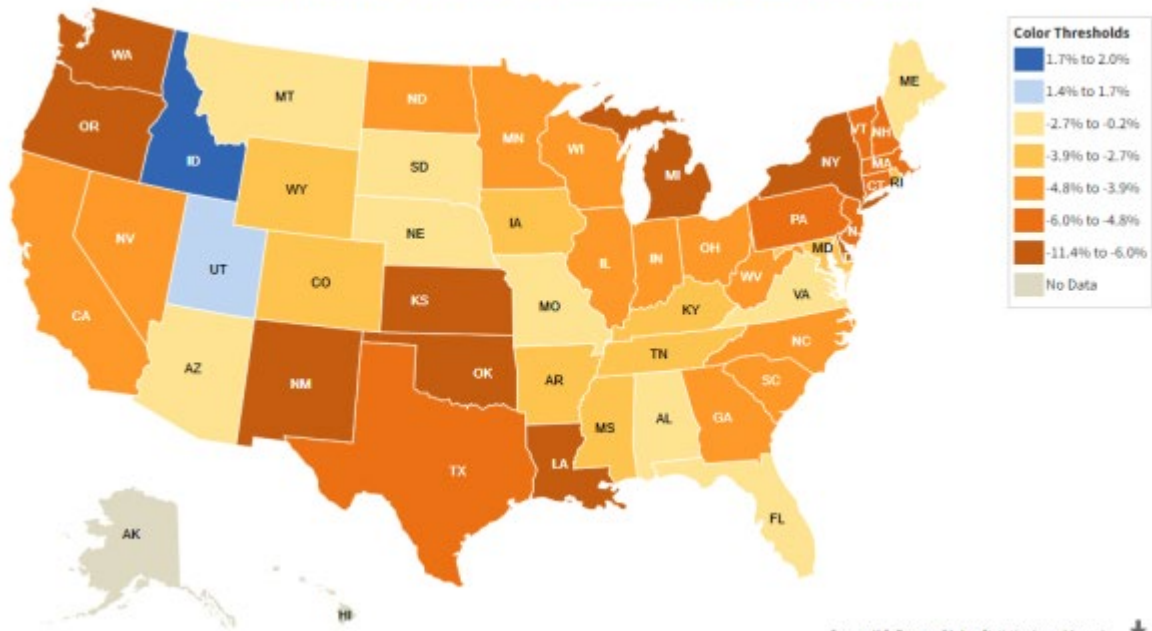 WA
MT
ND
MN
ME
OR
ID
SD
WI
MI
NY
VT
NH
MA
RI
CT
WY
IA
NE
PA
NV
UT
CO
IL
IN
OH
MD
WV
VA
CA
KS
MO
KY
AZ
NM
OK
AR
TN
NC
SC
MS
AL
GA
TX
LA
FL
AK
HI
Color Thresholds
1.7% to 2.0%
1.4% to 1.7%
-2.7% to -0.2%
-3.9% to -2.7%
-4.8% to -3.9%
-6.0% to -4.8%
-11.4% to -6.0%
No Data